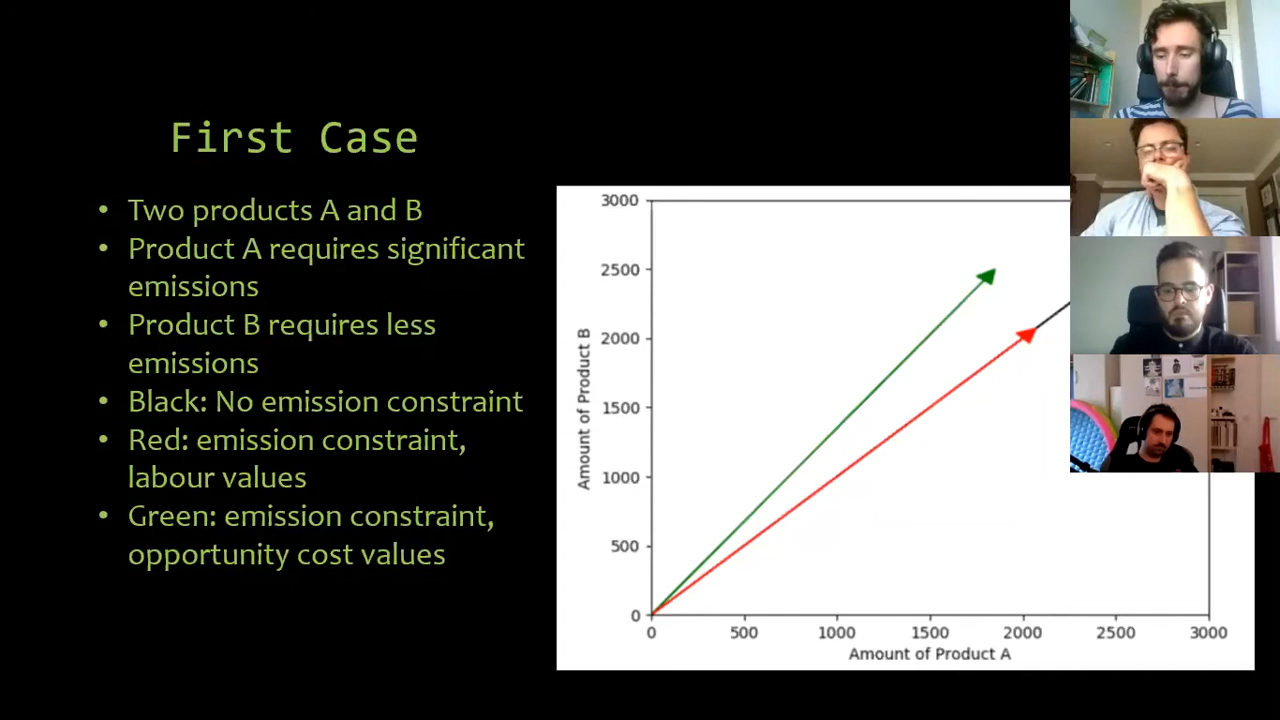 First Case
• Two products A and B
• Product A requires significant
emissions
• Product B requires less
emissions
• Black: No emission constraint
• Red: emission constraint,
labour values
• Green: emission constraint,
opportunity cost values
3000
2500
2000
1500
1000
500
0
Amount of Product B
0 500 1000 1500 2000 2500 3000
Amount of Product A